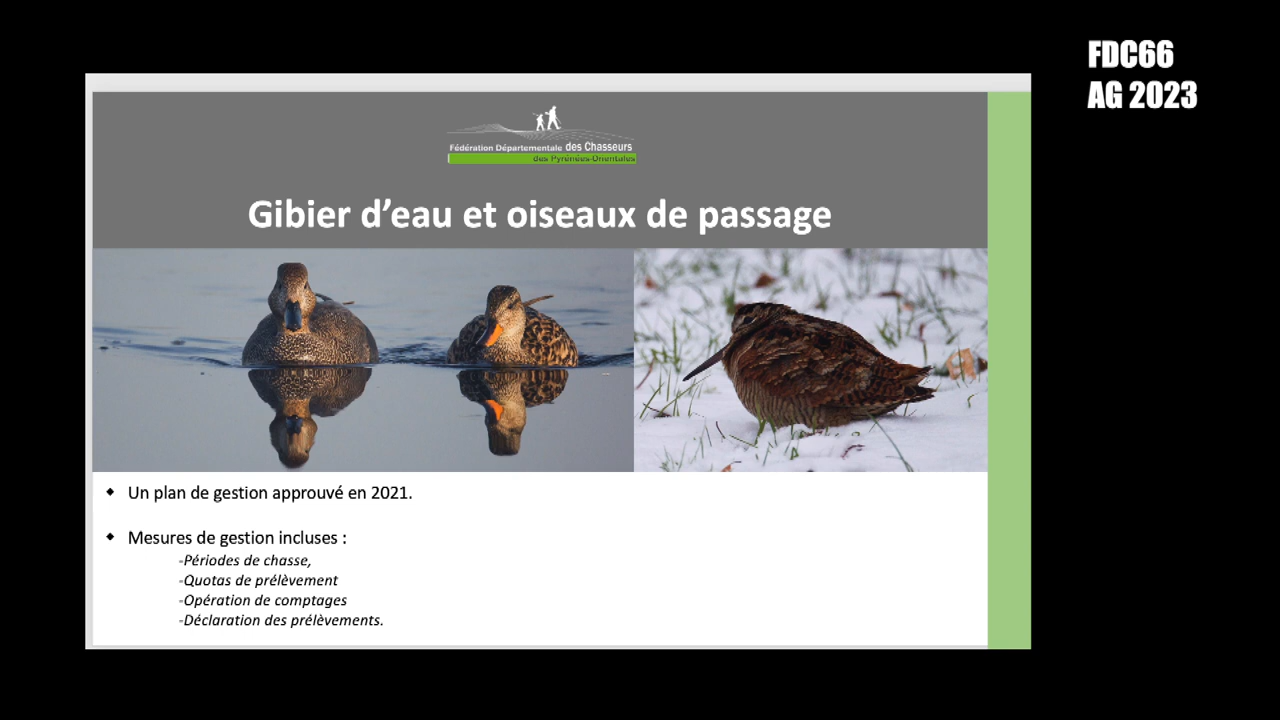 FDC66
AG 2023
Fédération Départementale des Chasseurs
des Pyrénées-Orientales
Gibier d'eau et oiseaux de passage
Un plan de gestion approuvé en 2021.
Mesures de gestion incluses :
-Périodes de chasse,
-Quotas de prélèvement
-Opération de comptages
-Déclaration des prélèvements.